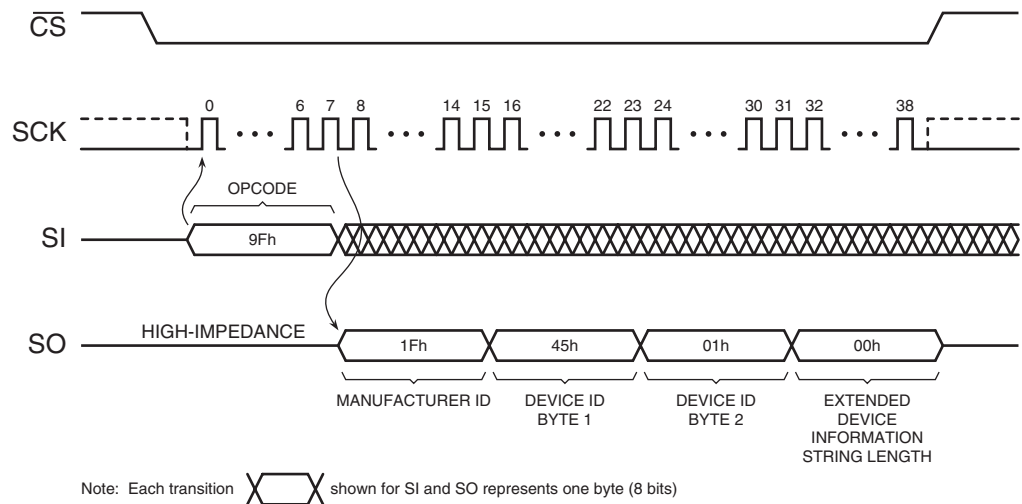 CS
0 6 7 8 14 15 16 22 23 24 30 31 32 38
SCK
OPCODE
SI
9Fh
HIGH-IMPEDANCE
SO
1Fh 45h 01h 00h
MANUFACTURER ID
DEVICE ID
BYTE 1
DEVICE ID
BYTE 2
EXTENDED
DEVICE
INFORMATION
STRING LENGTH
Note: Each transition shown for SI and SO represents one byte (8 bits)